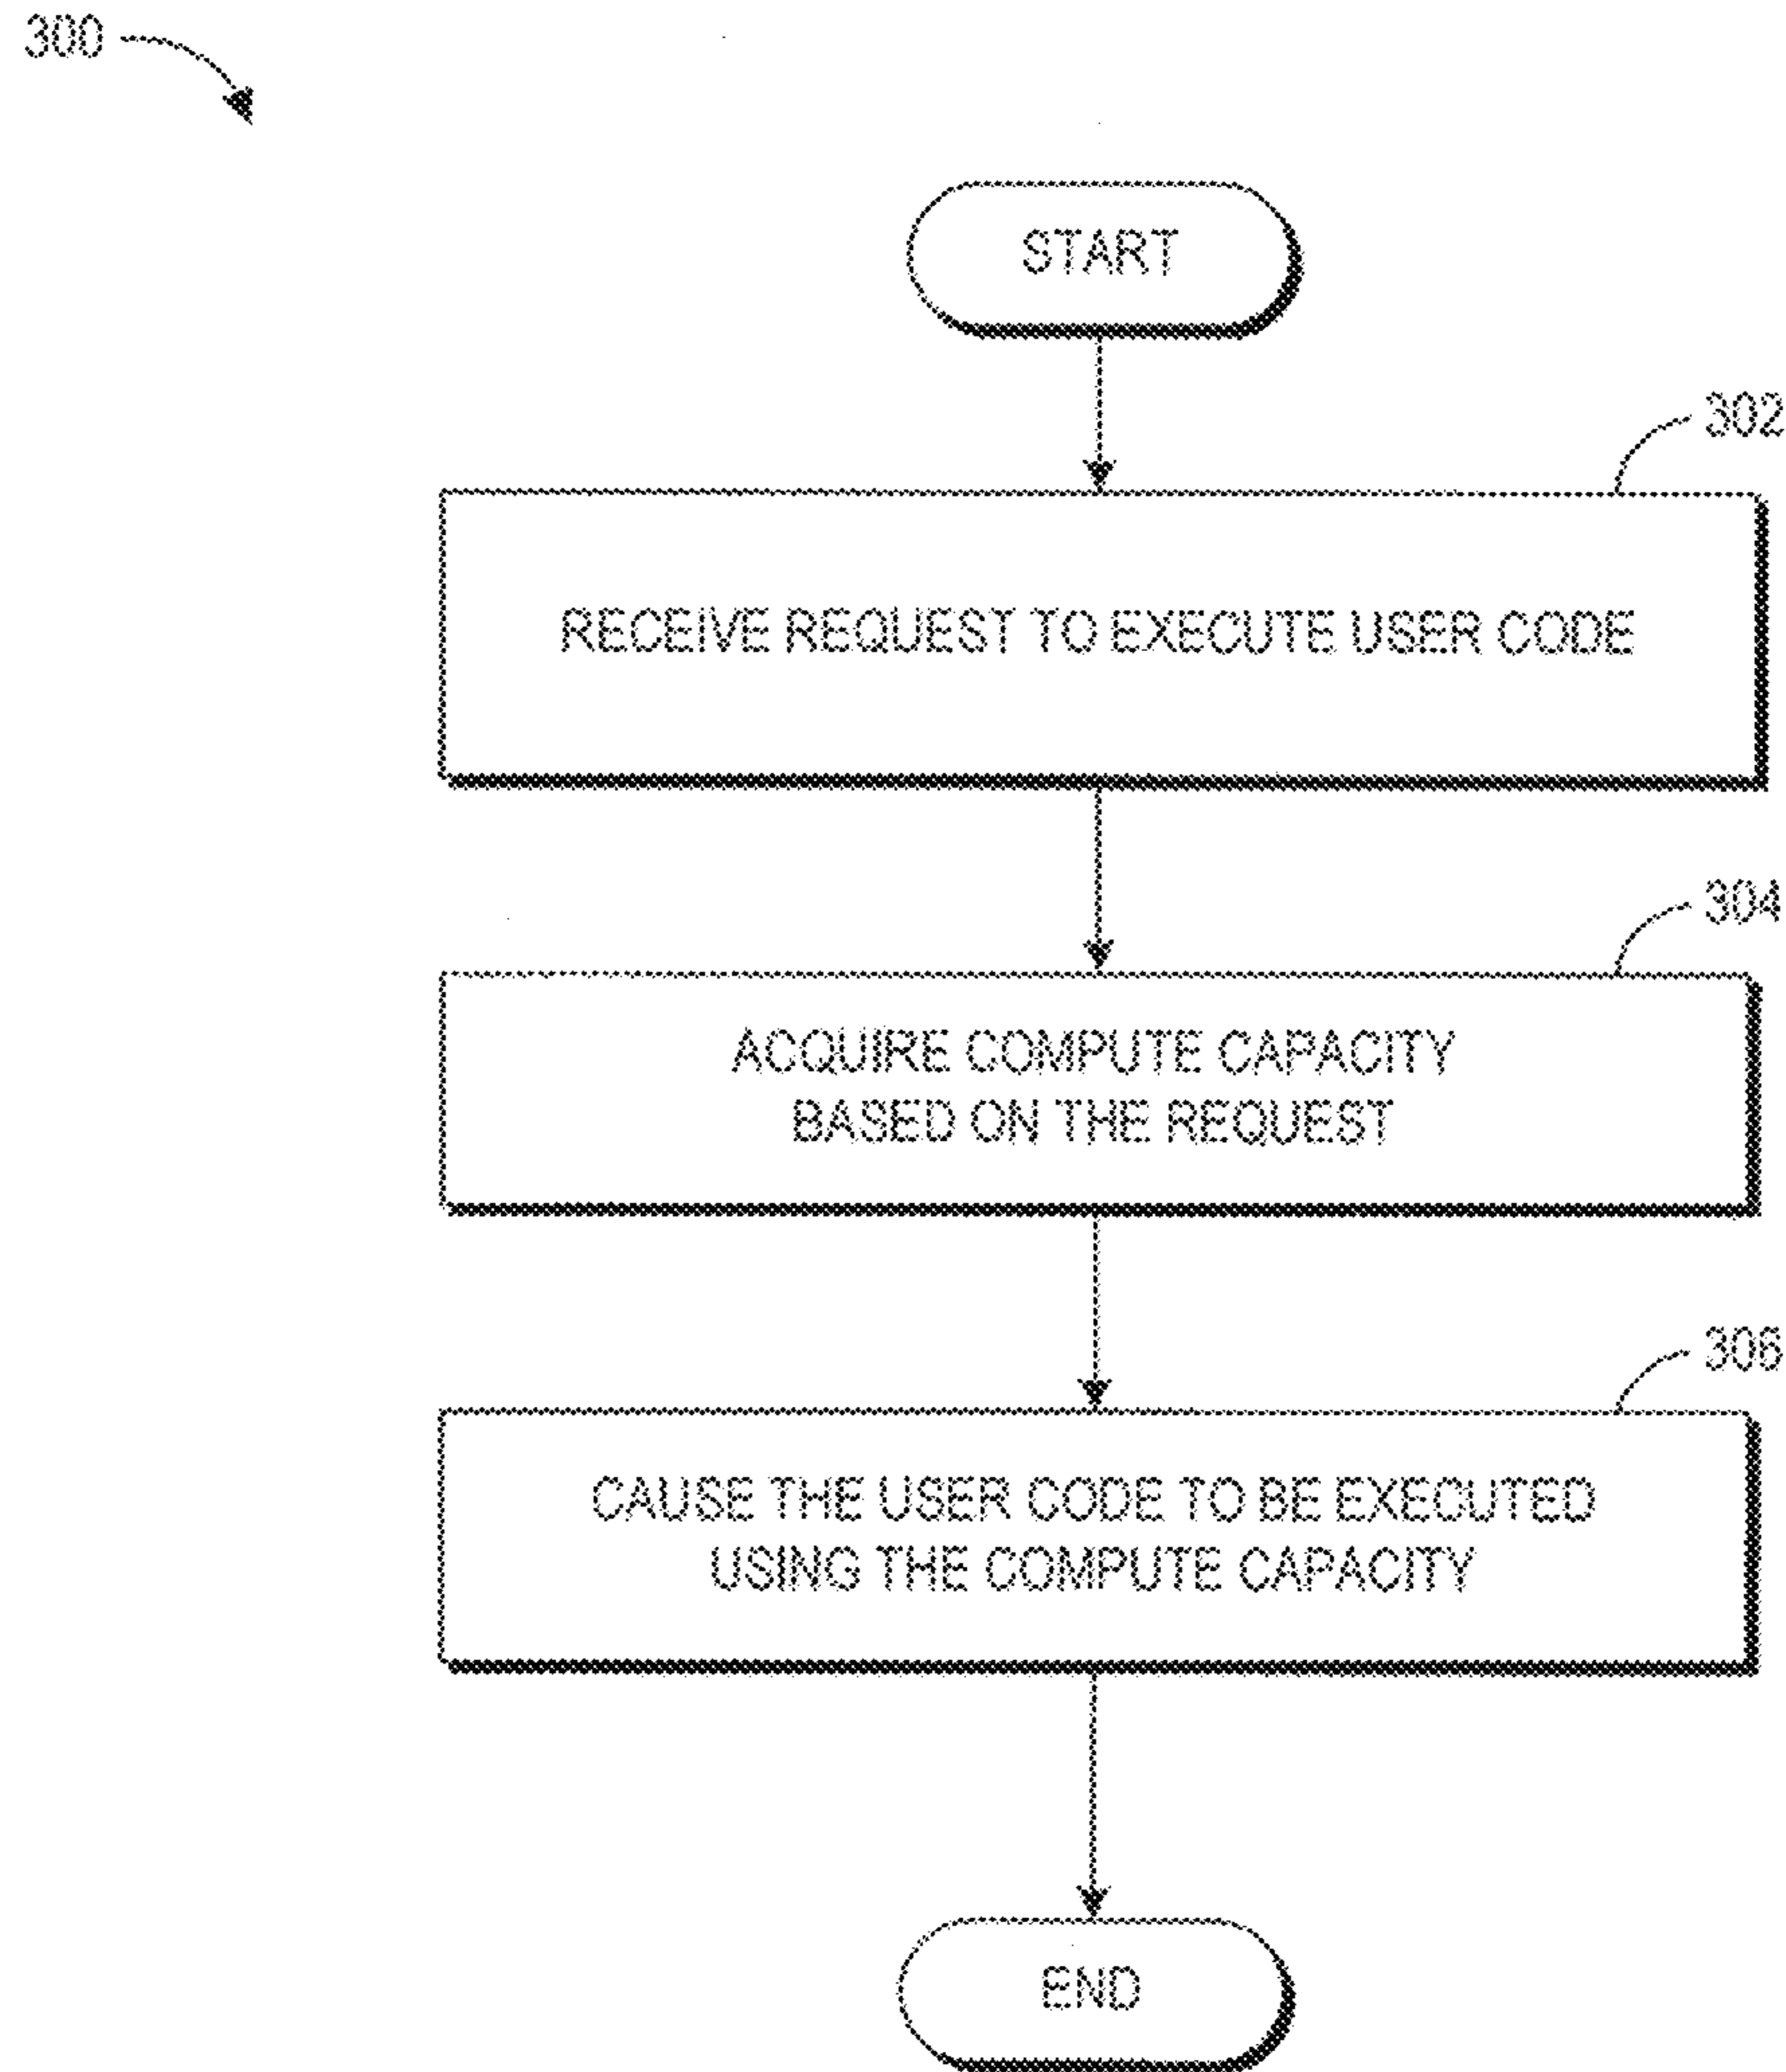 300
START
302
RECEIVE REQUEST TO EXECUTE USER CODE
304
ACQUIRE COMPUTE CAPACITY
BASED ON THE REQUEST
306
CAUSE THE USER CODE TO BE EXECUTED
USING THE COMPUTE CAPACITY
END